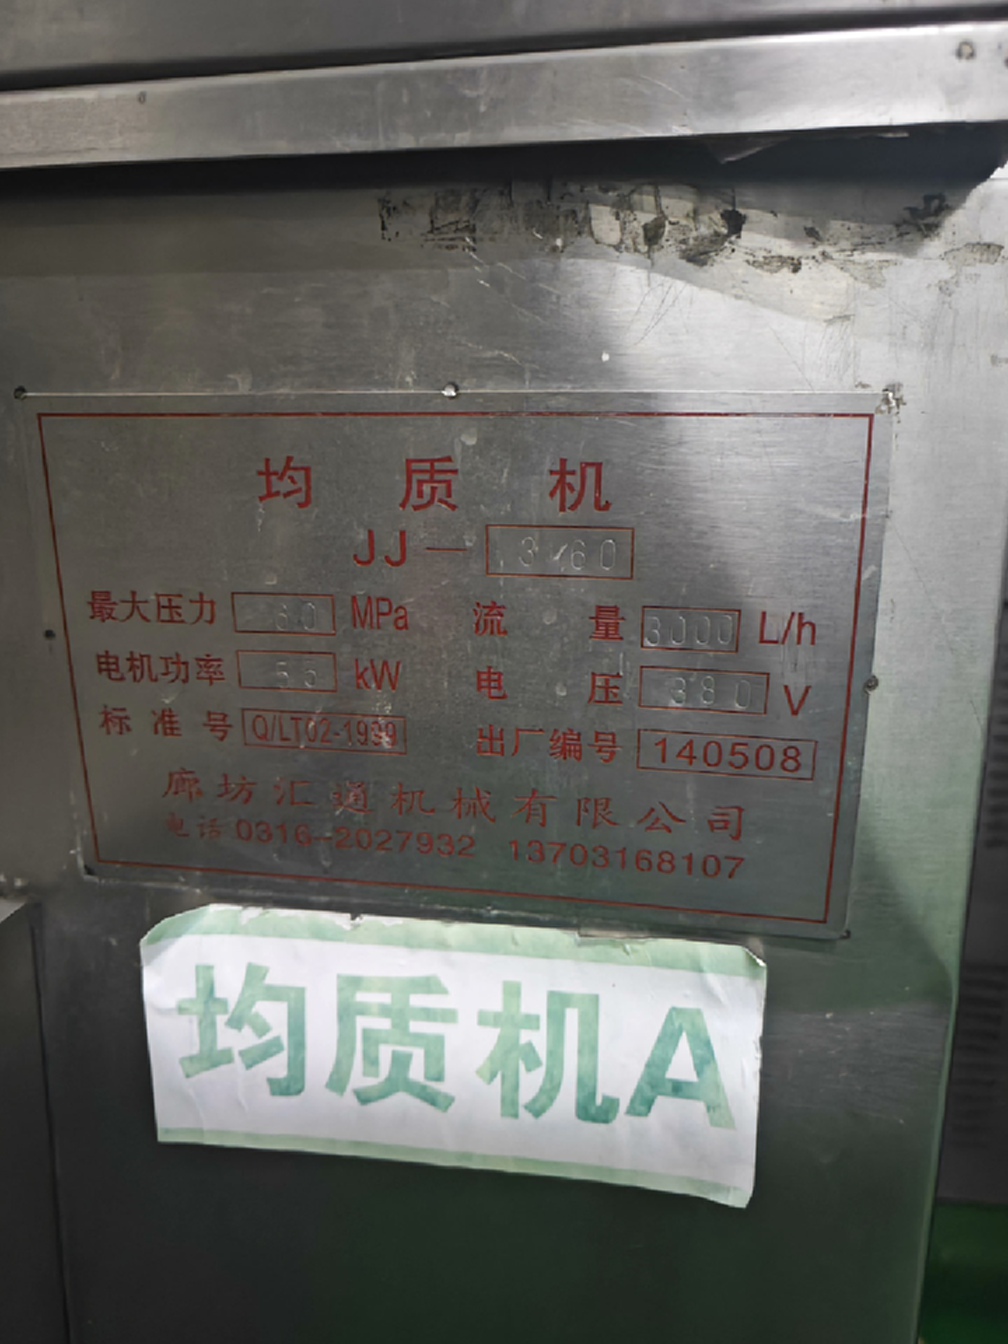 均质机
JJ—3/60
最大压力 60 MPa 流量 3000 L/h
电机功率 55 kW 电压 380 V
标准号 Q/LT02-1999 出厂编号 140508
廊坊汇通机械有限公司
电话 0316-2027932 13703168107
均质机A